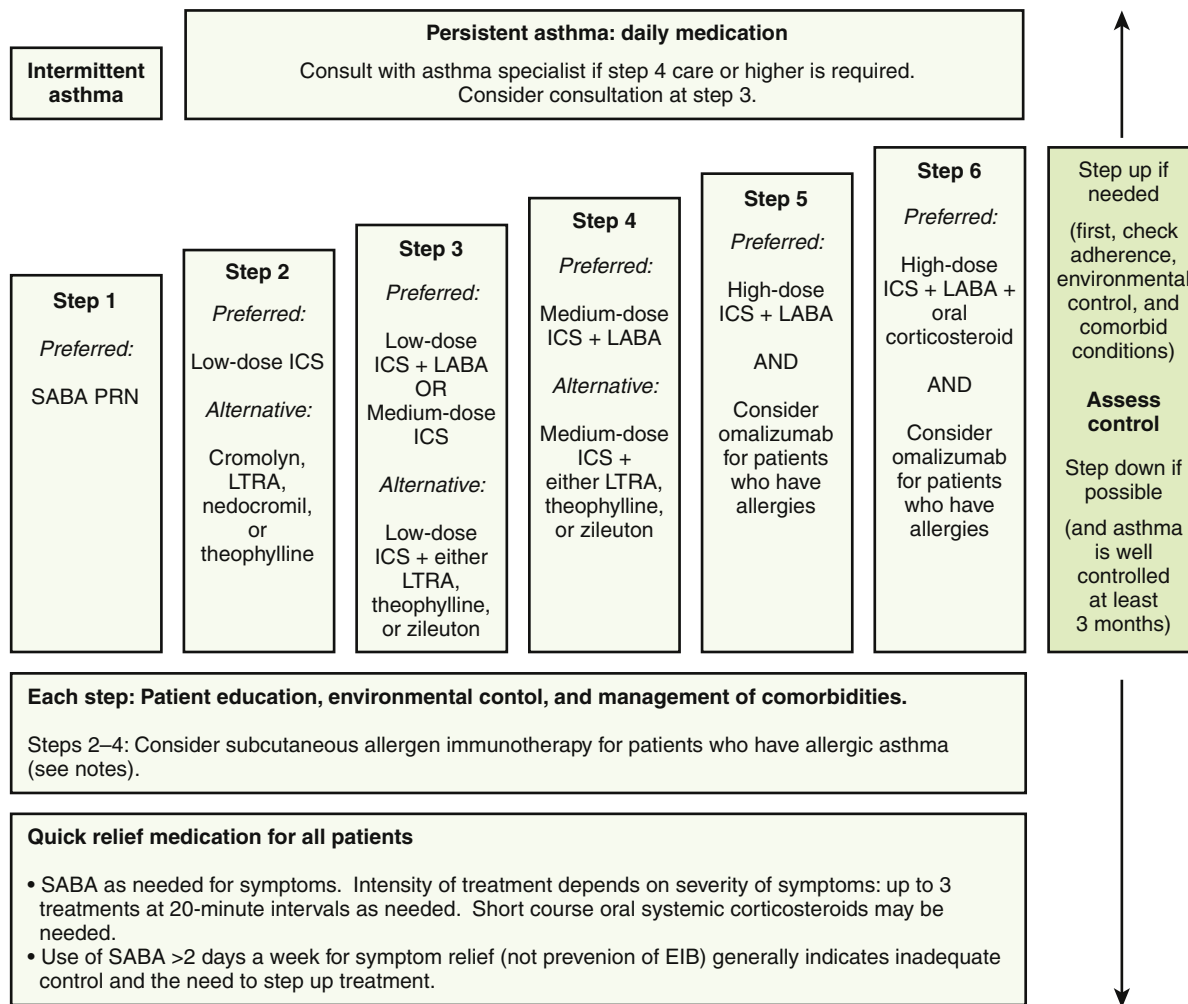 Intermittent
asthma
Persistent asthma: daily medication
Consult with asthma specialist if step 4 care or higher is required.
Consider consultation at step 3.
Step 1
Preferred:
SABA PRN
Step 2
Preferred:
Low-dose ICS
Alternative:
Cromolyn,
LTRA,
nedocromil,
or
theophylline
Step 3
Preferred:
Low-dose
ICS + LABA
OR
Medium-dose
ICS
Alternative:
Low-dose
ICS + either
LTRA,
theophylline,
or zileuton
Step 4
Preferred:
Medium-dose
ICS + LABA
Alternative:
Medium-dose
ICS +
either LTRA,
theophylline,
or zileuton
Step 5
Preferred:
High-dose
ICS + LABA
AND
Consider
omalizumab
for patients
who have
allergies
Step 6
Preferred:
High-dose
ICS + LABA +
oral
corticosteroid
AND
Consider
omalizumab
for patients
who have
allergies
Step up if
needed
(first, check
adherence,
environmental
control, and
comorbid
conditions)
Assess
control
Step down if
possible
(and asthma
is well
controlled
at least
3 months)
Each step: Patient education, environmental contol, and management of comorbidities.
Steps 2–4: Consider subcutaneous allergen immunotherapy for patients who have allergic asthma
(see notes).
Quick relief medication for all patients
• SABA as needed for symptoms. Intensity of treatment depends on severity of symptoms: up to 3
treatments at 20-minute intervals as needed. Short course oral systemic corticosteroids may be
needed.
• Use of SABA >2 days a week for symptom relief (not prevenion of EIB) generally indicates inadequate
control and the need to step up treatment.